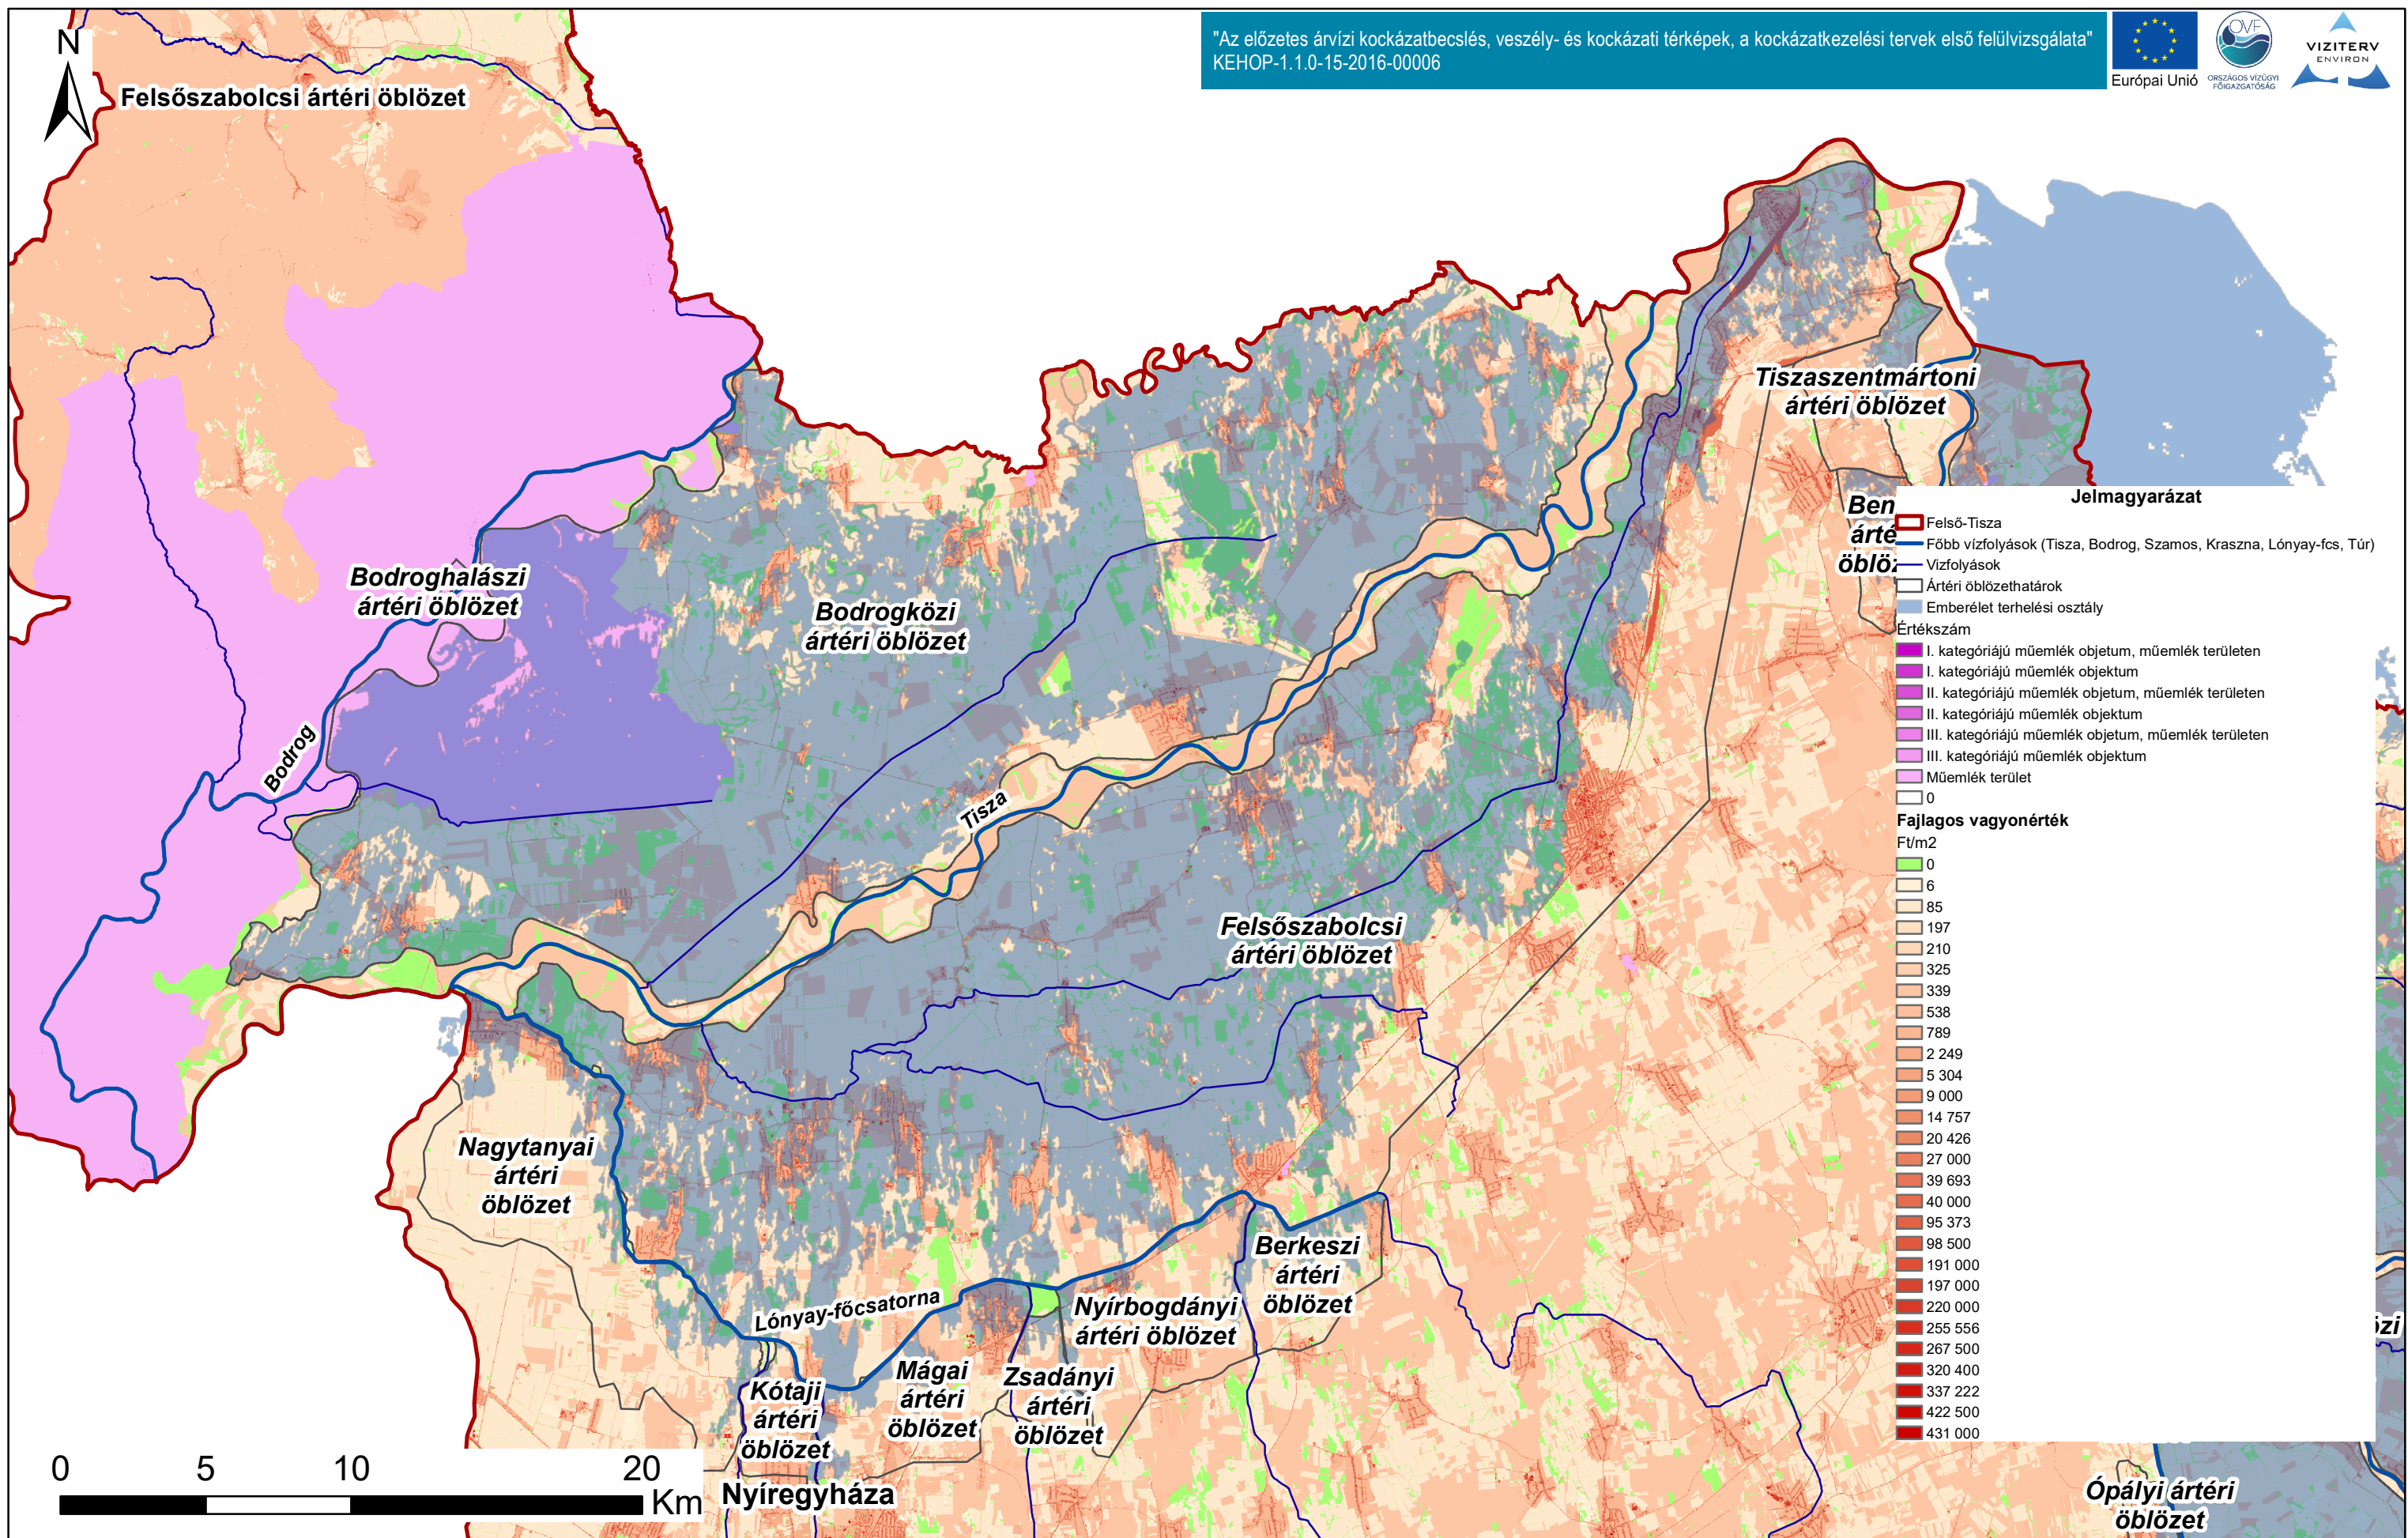 "Az előzetes árvízi kockázatbecslés, veszély- és kockázati térképek, a kockázatkezelési tervek első felülvizsgálata"
KEHOP-1.1.0-15-2016-00006
Európai Unió
OVF
ORSZÁGOS VÍZÜGYI
FŐIGAZGATÓSÁG
VIZITERV
ENVIRON
N
Felsőszabolcsi ártéri öblözet
Tiszaszentmártoni
ártéri öblözet
Ben
árté
öblöz
Bodroghalászi
ártéri öblözet
Bodrogközi
ártéri öblözet
Bodrog
Tisza
Felsőszabolcsi
ártéri öblözet
Nagytanyai
ártéri
öblözet
Berkeszi
ártéri
öblözet
Lónyay-főcsatorna
Nyírbogdányi
ártéri öblözet
Mágai
ártéri
öblözet
Zsadányi
ártéri
öblözet
Kótaji
ártéri
öblözet
Nyíregyháza
Ópályi ártéri
öblözet
özi
Jelmagyarázat
Felső-Tisza
Főbb vízfolyások (Tisza, Bodrog, Szamos, Kraszna, Lónyay-fcs, Túr)
Vizfolyások
Ártéri öblözethatárok
Emberélet terhelési osztály
Értékszám
I. kategóriájú műemlék objetum, műemlék területen
I. kategóriájú műemlék objektum
II. kategóriájú műemlék objetum, műemlék területen
II. kategóriájú műemlék objektum
III. kategóriájú műemlék objetum, műemlék területen
III. kategóriájú műemlék objektum
Műemlék terület
0
Fajlagos vagyonérték
Ft/m2
0
6
85
197
210
325
339
538
789
2 249
5 304
9 000
14 757
20 426
27 000
39 693
40 000
95 373
98 500
191 000
197 000
220 000
255 556
267 500
320 400
337 222
422 500
431 000
0 5 10 20
Km